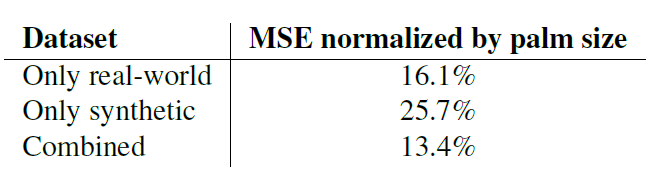 Dataset MSE normalized by palm size
Only real-world 16.1%
Only synthetic 25.7%
Combined 13.4%